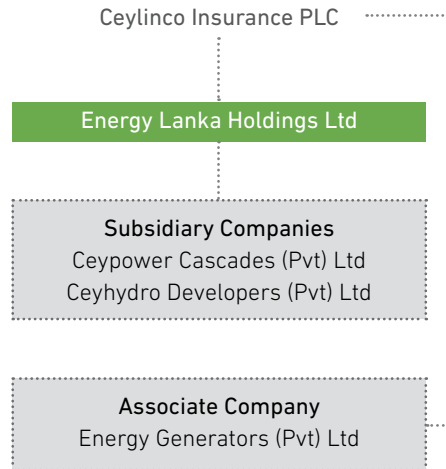 Ceylinco Insurance PLC
Energy Lanka Holdings Ltd
Subsidiary Companies
Ceypower Cascades (Pvt) Ltd
Ceyhydro Developers (Pvt) Ltd
Associate Company
Energy Generators (Pvt) Ltd